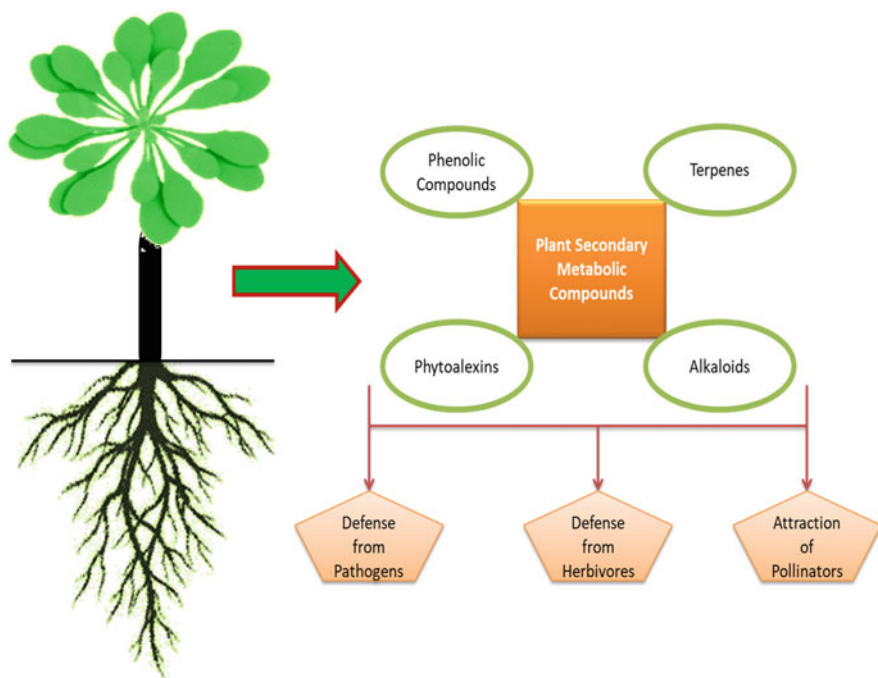 Phenolic
Compounds
Terpenes
Plant Secondary
Metabolic
Compounds
Phytoalexins
Alkaloids
Defense
from
Pathogens
Defense
from
Herbivores
Attraction
of
Pollinators